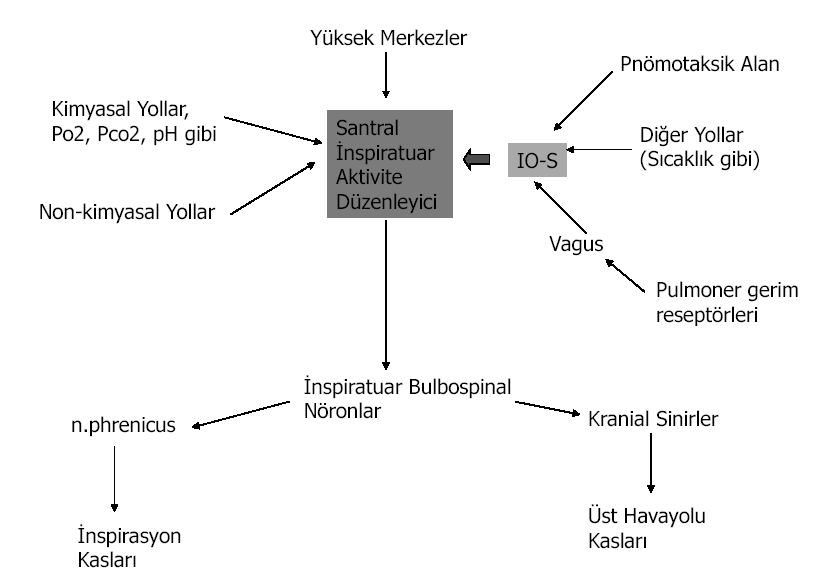 Yüksek Merkezler
Pnömotaksik Alan
Kimyasal Yollar,
Po2, Pco2, pH gibi
Santral
İnspiratuar
Aktivite
Düzenleyici
IO-S
Diğer Yollar
(Sıcaklık gibi)
Non-kimyasal Yollar
Vagus
Pulmoner gerim
reseptörleri
İnspiratuar Bulbospinal
Nöronlar
n.phrenicus
Kranial Sinirler
İnspirasyon
Kasları
Üst Havayolu
Kasları